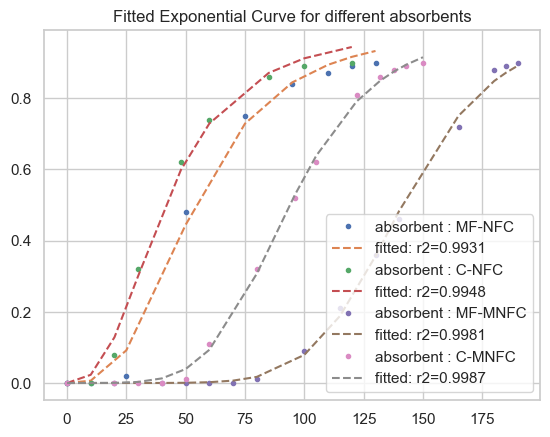 Fitted Exponential Curve for different absorbents
0.8
0.6
0.4
0.2
0.0
absorbent : MF-NFC
fitted: r2=0.9931
absorbent : C-NFC
fitted: r2=0.9948
absorbent : MF-MNFC
fitted: r2=0.9981
absorbent : C-MNFC
fitted: r2=0.9987
0 25 50 75 100 125 150 175